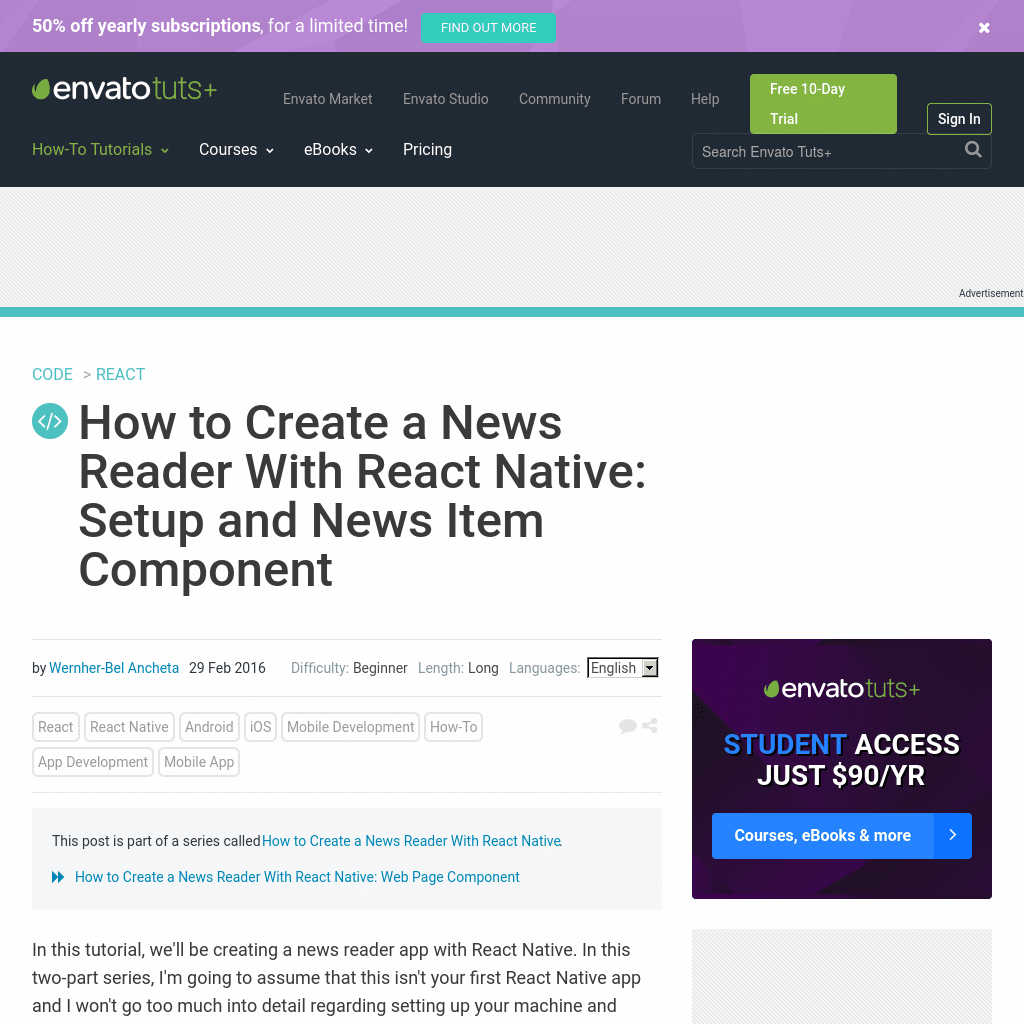 50% off yearly subscriptions, for a limited time! FIND OUT MORE ✖
envatotuts+
Envato Market Envato Studio Community Forum Help Free 10-Day Trial Sign In
How-To Tutorials Courses eBooks Pricing
Search Envato Tuts+
Advertisement
CODE > REACT
</> How to Create a News
Reader With React Native:
Setup and News Item
Component
by Wernher-Bel Ancheta 29 Feb 2016 Difficulty: Beginner Length: Long Languages: English
React React Native Android iOS Mobile Development How-To
App Development Mobile App
This post is part of a series called How to Create a News Reader With React Native.
How to Create a News Reader With React Native: Web Page Component
In this tutorial, we'll be creating a news reader app with React Native. In this
two-part series, I'm going to assume that this isn't your first React Native app
and I won't go too much into detail regarding setting up your machine and
envatotuts+
STUDENT ACCESS
JUST $90/YR
Courses, eBooks & more